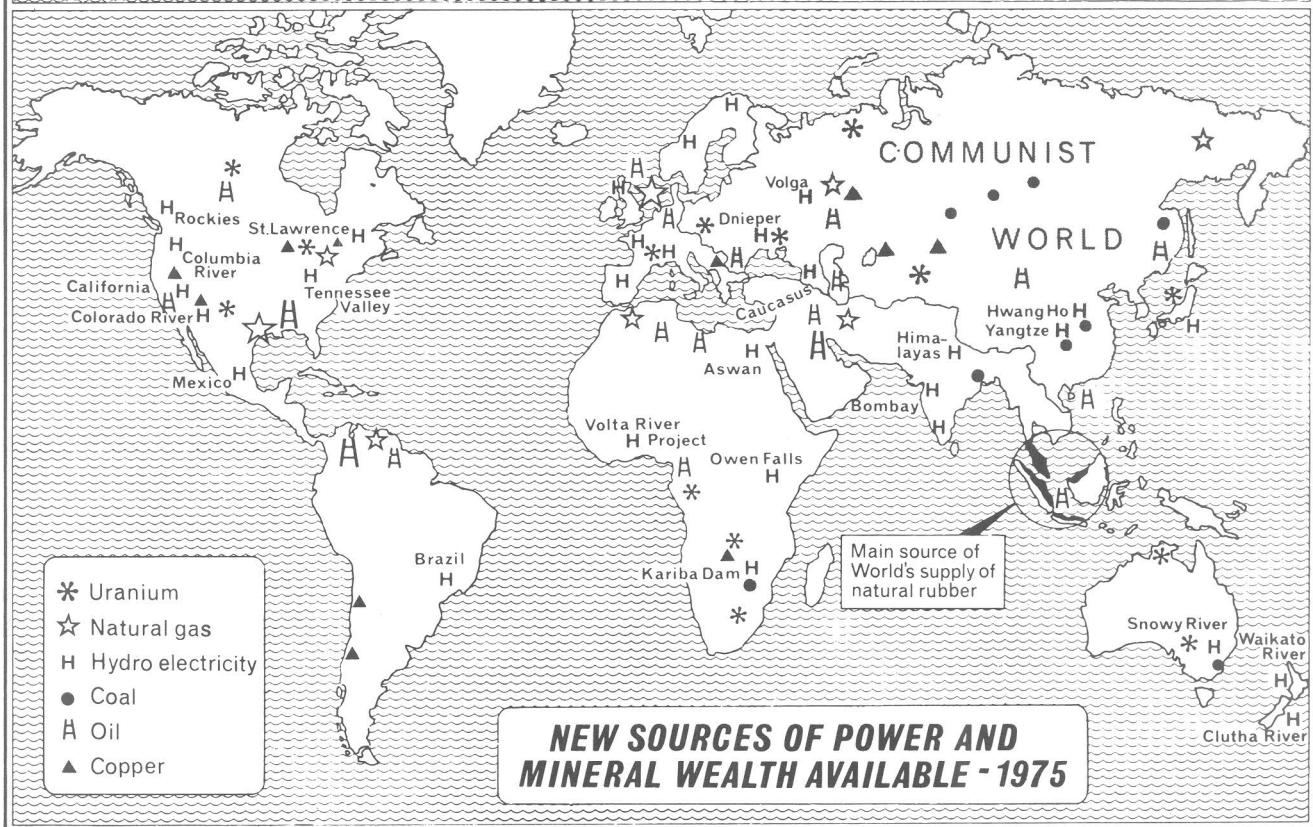 COMMUNIST
WORLD
Volga
Dnieper
Rockies
St. Lawrence
Columbia
River
California
Colorado River
Tennessee
Valley
Mexico
Caucasus
Hwang Ho
Yangtze
Hima-
layas
Aswan
Bombay
Volta River
Project
Owen Falls
Brazil
Kariba Dam
Main source of
World's supply of
natural rubber
Snowy River
Waikato
River
Clutha River
Uranium
Natural gas
H Hydro electricity
Coal
Oil
Copper
NEW SOURCES OF POWER AND
MINERAL WEALTH AVAILABLE - 1975